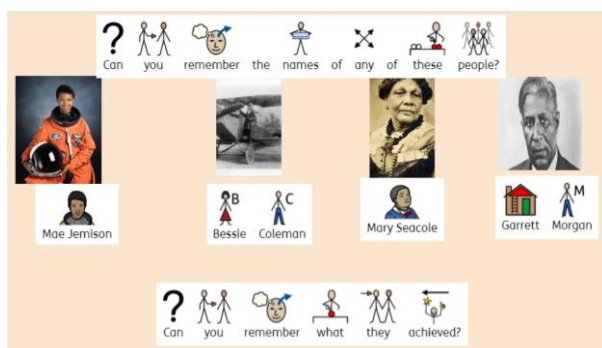 Can you remember the names of any of these people?
Mae Jemison
B C
Bessie Coleman
Mary Seacole
M
Garrett Morgan
Can you remember what they achieved?